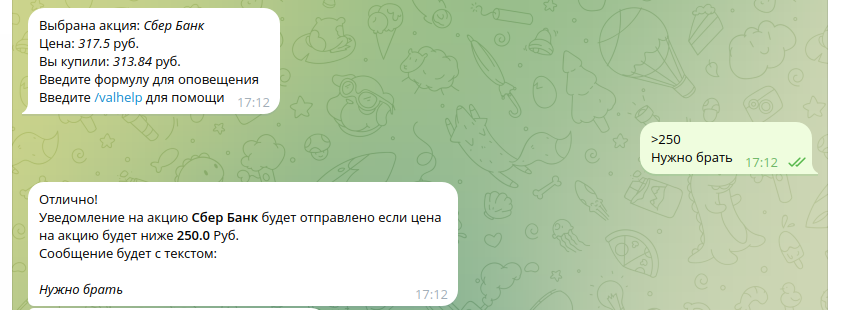 Выбрана акция: Сбер Банк
Цена: 317.5 руб.
Вы купили: 313.84 руб.
Введите формулу для оповещения
Введите /valhelp для помощи 17:12
>250
Нужно брать 17:12
Отлично!
Уведомление на акцию Сбер Банк будет отправлено если цена
на акцию будет ниже 250.0 Руб.
Сообщение будет с текстом:
Нужно брать
17:12